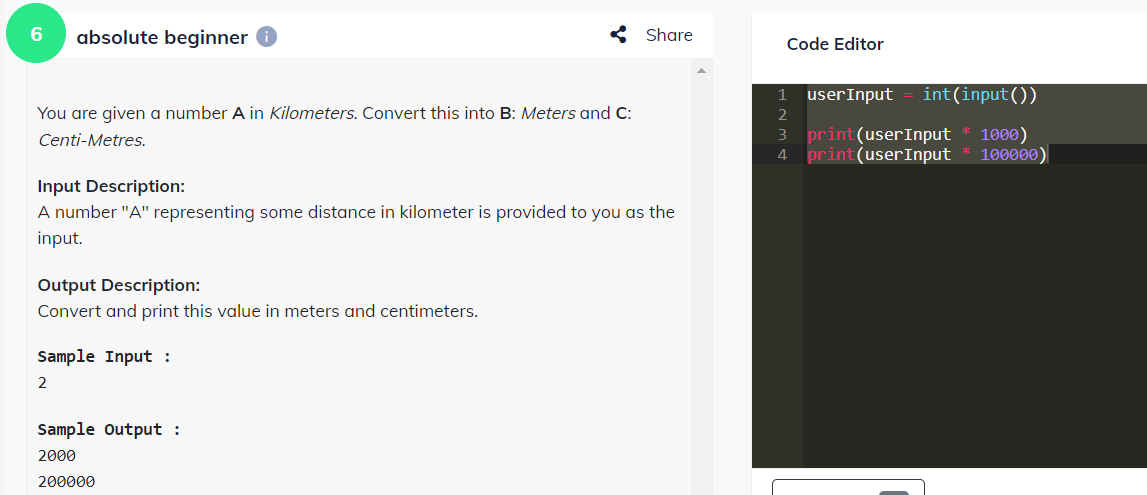 6
absolute beginner i
Share
You are given a number A in Kilometers. Convert this into B: Meters and C:
Centi-Metres.
Input Description:
A number "A" representing some distance in kilometer is provided to you as the
input.
Output Description:
Convert and print this value in meters and centimeters.
Sample Input :
2
Sample Output :
2000
200000
Code Editor
1 userInput = int(input())
2
3 print(userInput * 1000)
4 print(userInput * 100000)